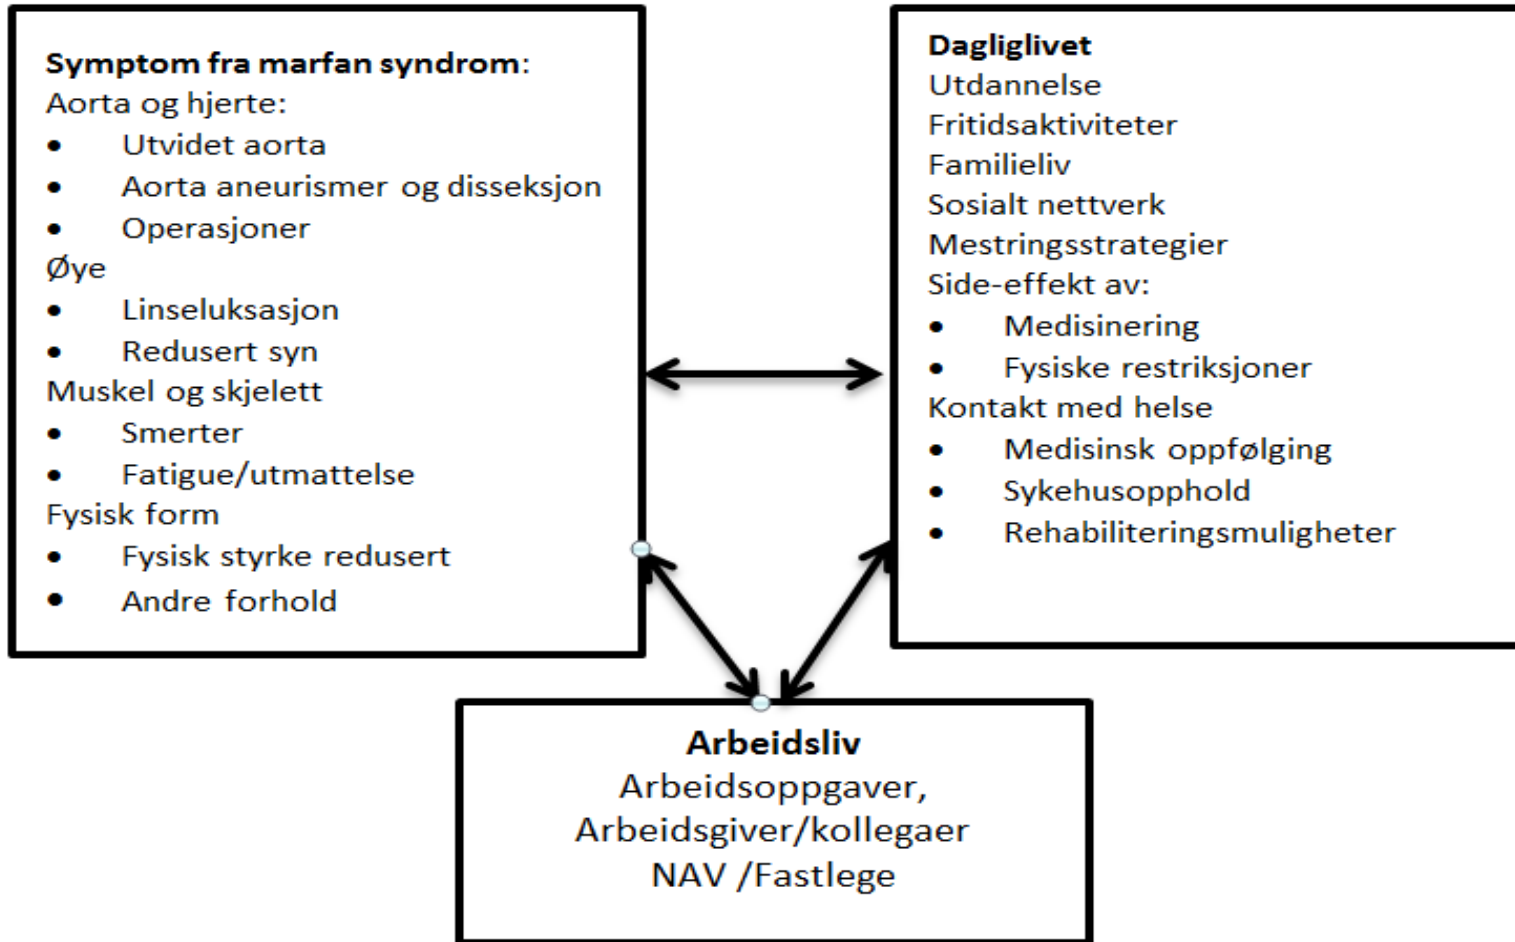 Symptom fra marfan syndrom:
Aorta og hjerte:
• Utvidet aorta
• Aorta aneurismer og disseksjon
• Operasjoner
Øye
• Linseluksasjon
• Redusert syn
Muskel og skjelett
• Smerter
• Fatigue/utmattelse
Fysisk form
• Fysisk styrke redusert
• Andre forhold
Dagliglivet
Utdannelse
Fritidsaktiviteter
Familieliv
Sosialt nettverk
Mestringsstrategier
Side-effekt av:
• Medisinering
• Fysiske restriksjoner
Kontakt med helse
• Medisinsk oppfølging
• Sykehusopphold
• Rehabiliteringsmuligheter
Arbeidsliv
Arbeidsoppgaver,
Arbeidsgiver/kollegaer
NAV /Fastlege